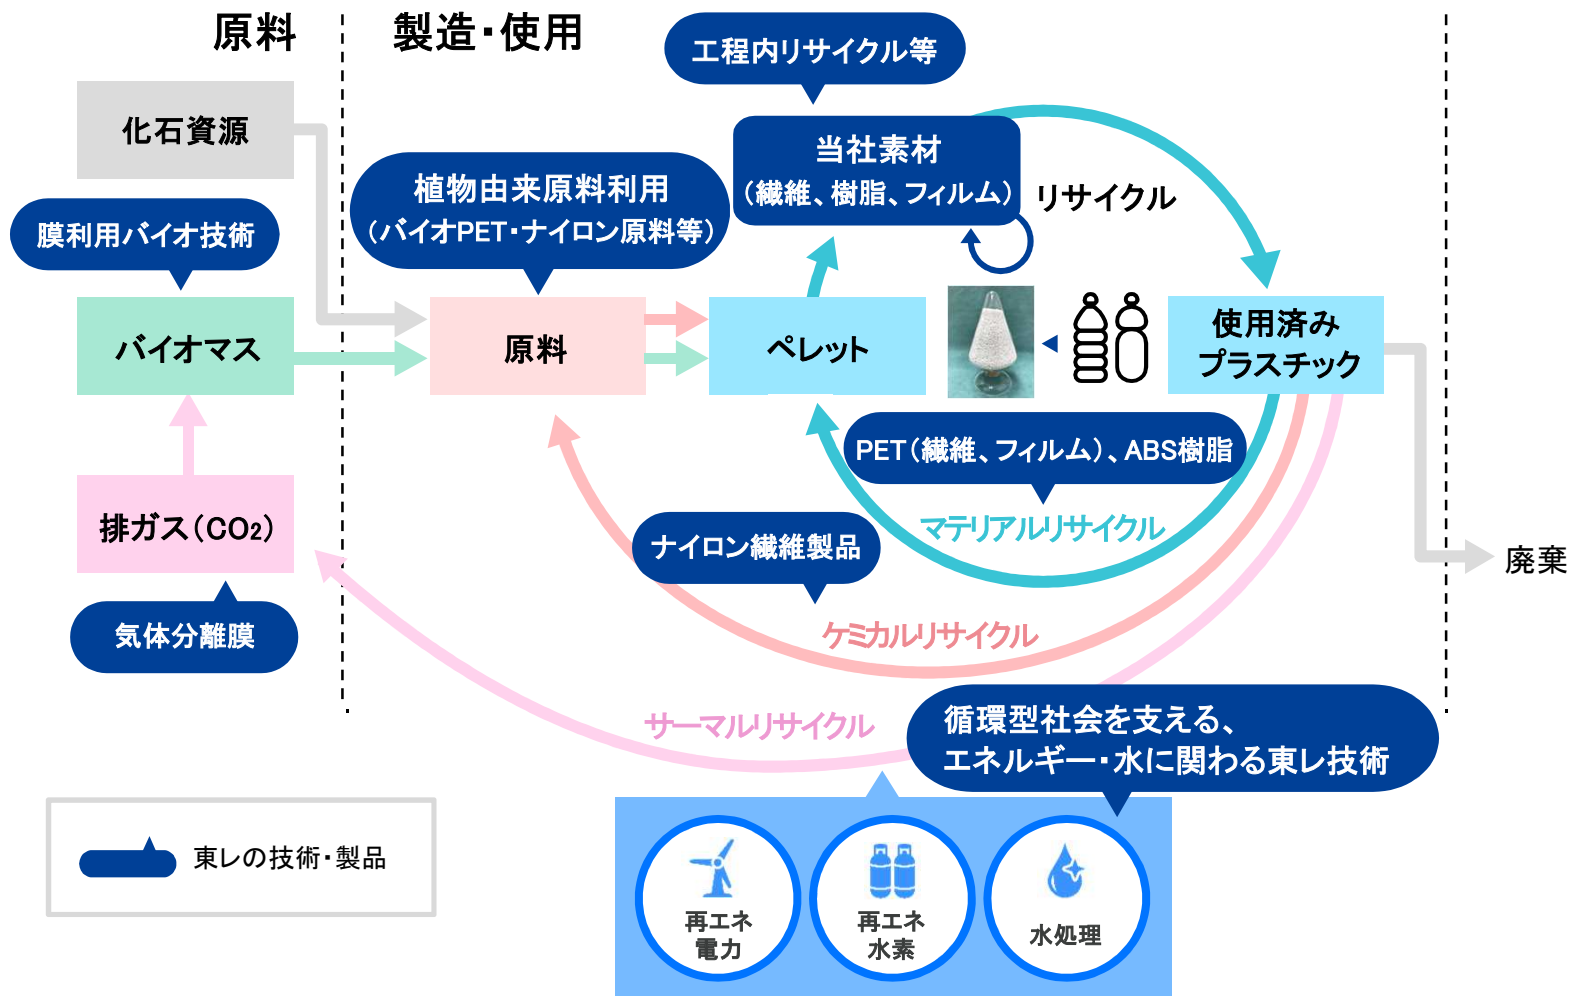 原料
製造・使用
工程内リサイクル等
化石資源
当社素材
（繊維、樹脂、フィルム）
リサイクル
植物由来原料利用
（バイオPET・ナイロン原料等）
膜利用バイオ技術
バイオマス
原料
ペレット
使用済み
プラスチック
PET（繊維、フィルム）、ABS樹脂
排ガス（CO₂）
マテリアルリサイクル
ナイロン繊維製品
廃棄
気体分離膜
ケミカルリサイクル
サーマルリサイクル
循環型社会を支える、
エネルギー・水に関わる東レ技術
東レの技術・製品
再エネ
電力
再エネ
水素
水処理